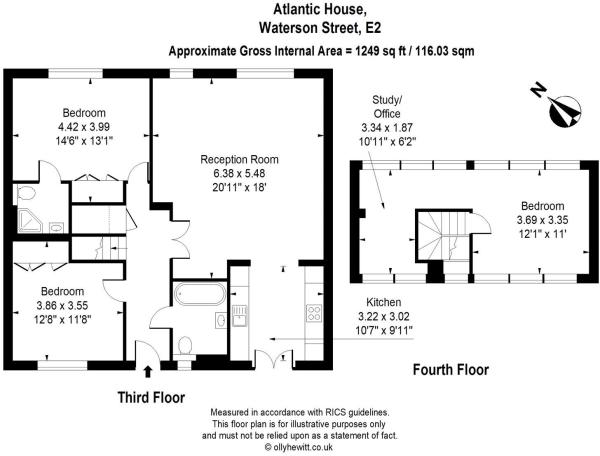 Atlantic House,
Waterson Street, E2
Approximate Gross Internal Area = 1249 sq ft / 116.03 sqm
N
Bedroom
4.42 x 3.99
14'6" x 13'1"
Reception Room
6.38 x 5.48
20'11" x 18'
Bedroom
3.86 x 3.55
12'8" x 11'8"
Study/
Office
3.34 x 1.87
10'11" x 6'2"
Bedroom
3.69 x 3.35
12'1" x 11'
Kitchen
3.22 x 3.02
10'7" x 9'11"
Third Floor
Fourth Floor
Measured in accordance with RICS guidelines.
This floor plan is for illustrative purposes only
and must not be relied upon as a statement of fact.
© ollyhewitt.co.uk